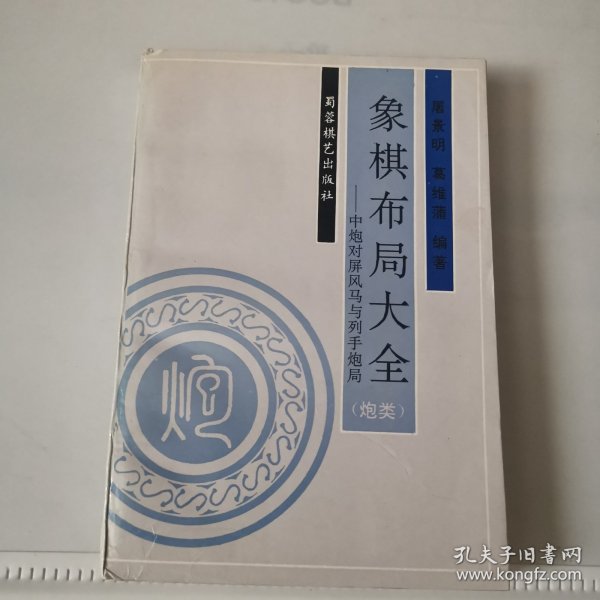 屠景明 葛维蒲 编著
象棋布局大全
(炮类)
——中炮对屏风马与列手炮局
蜀蓉棋艺出版社
炮
孔夫子旧书网
www.kongfz.com